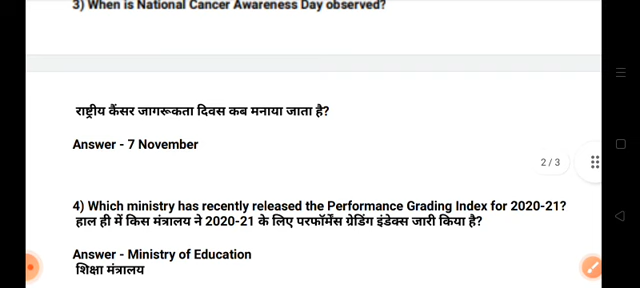 3) When is National Cancer Awareness Day observed?
राष्ट्रीय कैंसर जागरूकता दिवस कब मनाया जाता है?
Answer - 7 November
2 / 3
4) Which ministry has recently released the Performance Grading Index for 2020-21?
हाल ही में किस मंत्रालय ने 2020-21 के लिए परफॉर्मेंस ग्रेडिंग इंडेक्स जारी किया है?
Answer - Ministry of Education
शिक्षा मंत्रालय